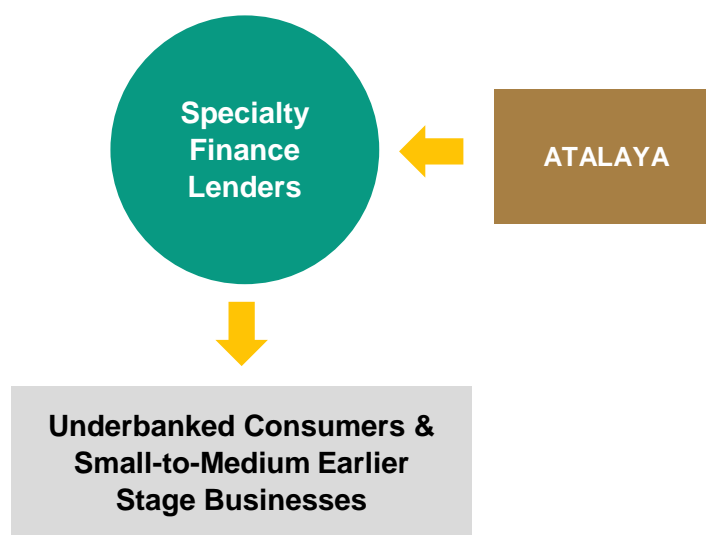 Specialty
Finance
Lenders
ATALAYA
Underbanked Consumers &
Small-to-Medium Earlier
Stage Businesses